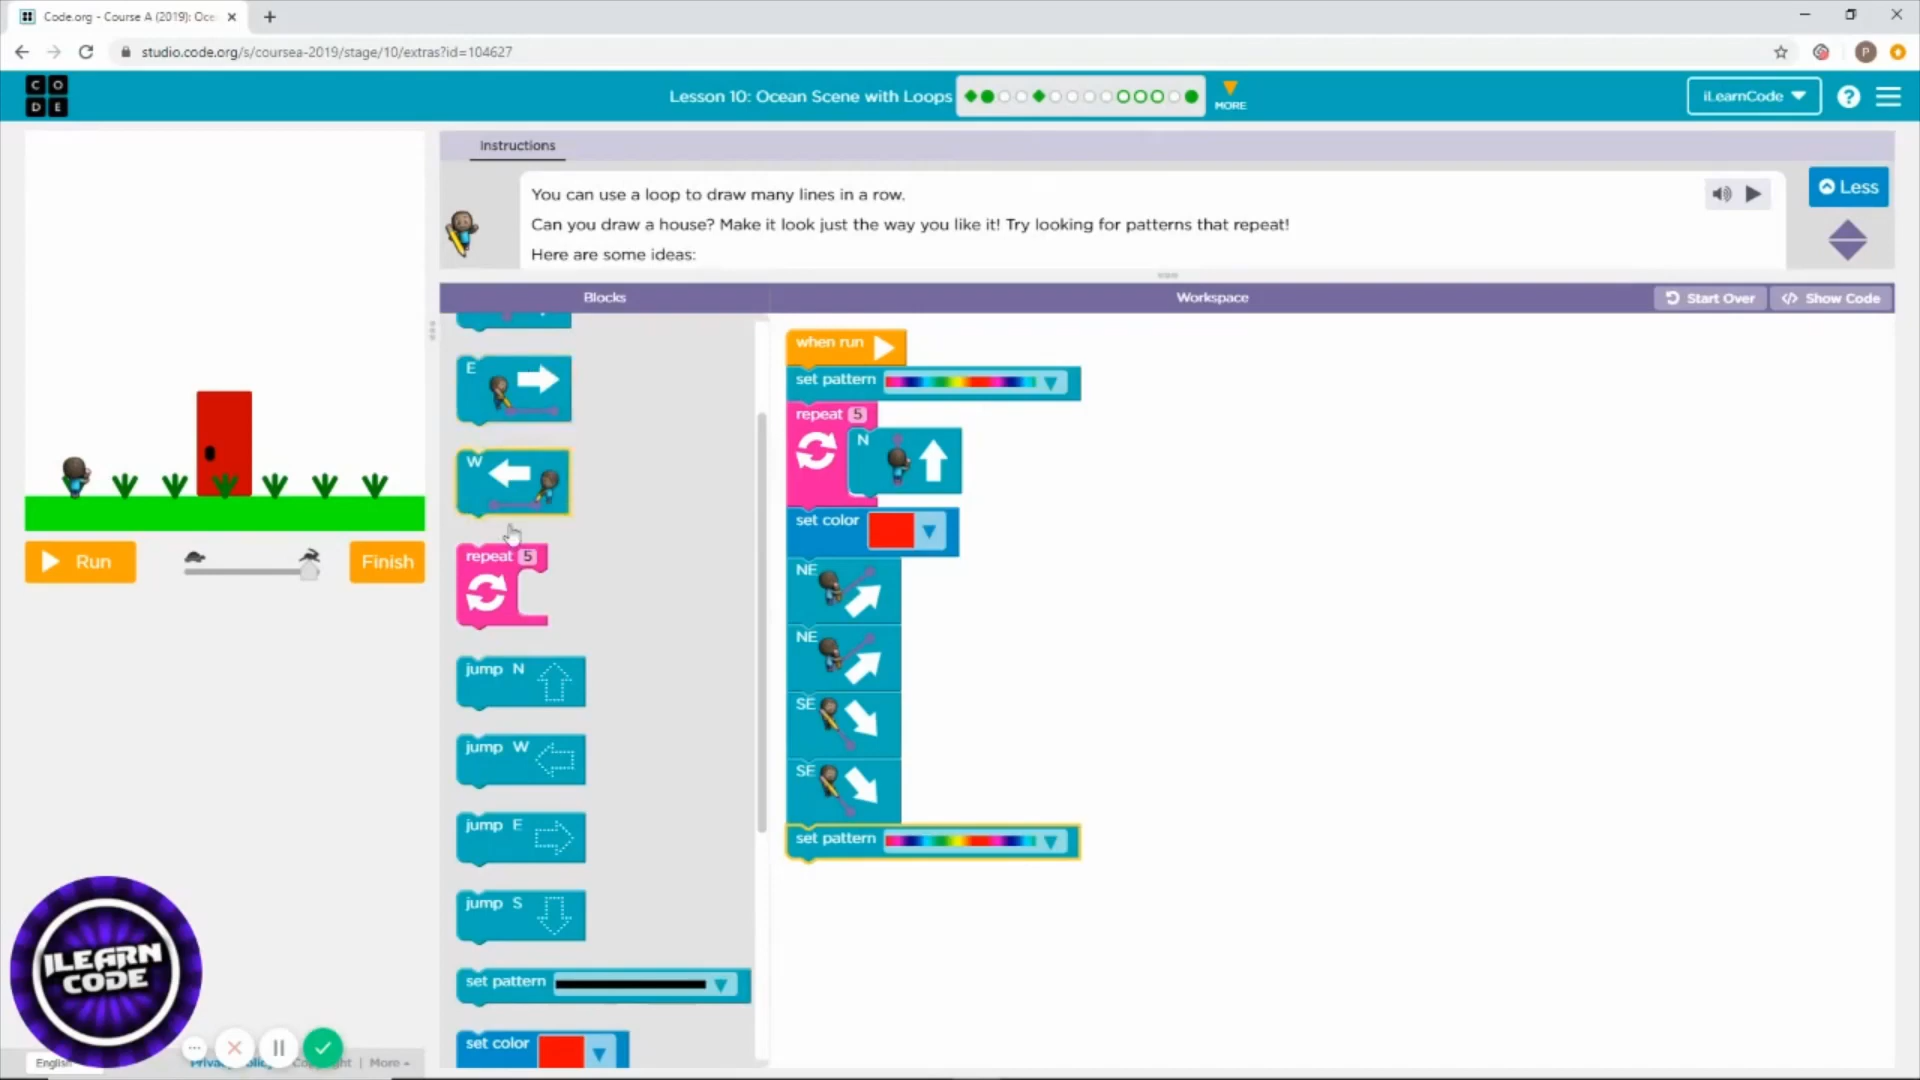 Code.org - Course A (2019): Oce
studio.code.org/s/coursea-2019/stage/10/extras?id=104627
P
C O
D E
Lesson 10: Ocean Scene with Loops
MORE
iLearnCode
?
Instructions
You can use a loop to draw many lines in a row.
Can you draw a house? Make it look just the way you like it! Try looking for patterns that repeat!
Here are some ideas:
Less
Blocks
Workspace
Start Over
Show Code
Run
Finish
E
W
repeat 5
jump N
jump W
jump E
jump S
set pattern
set color
when run
set pattern
repeat 5
N
set color
NE
NE
SE
SE
set pattern
ILEARN
CODE
English
More